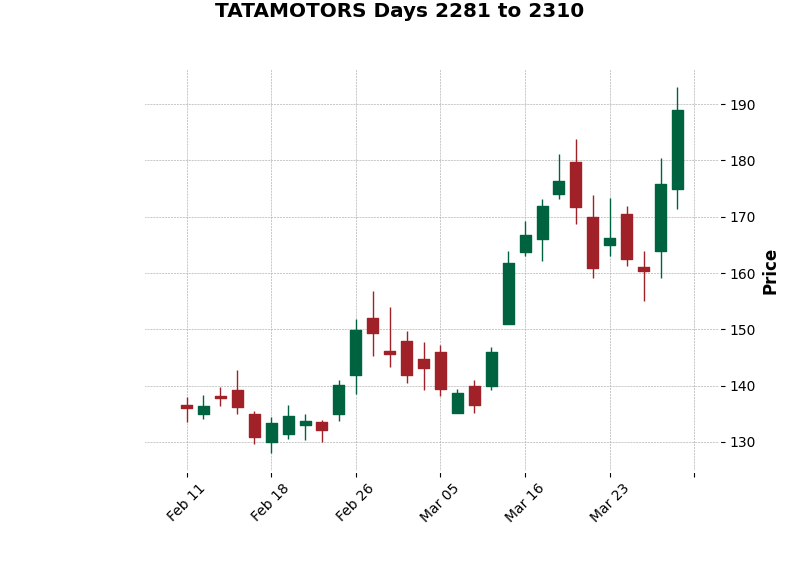 TATAMOTORS Days 2281 to 2310
190
180
170
160
150
140
130
Price
Feb 11
Feb 18
Feb 26
Mar 05
Mar 16
Mar 23